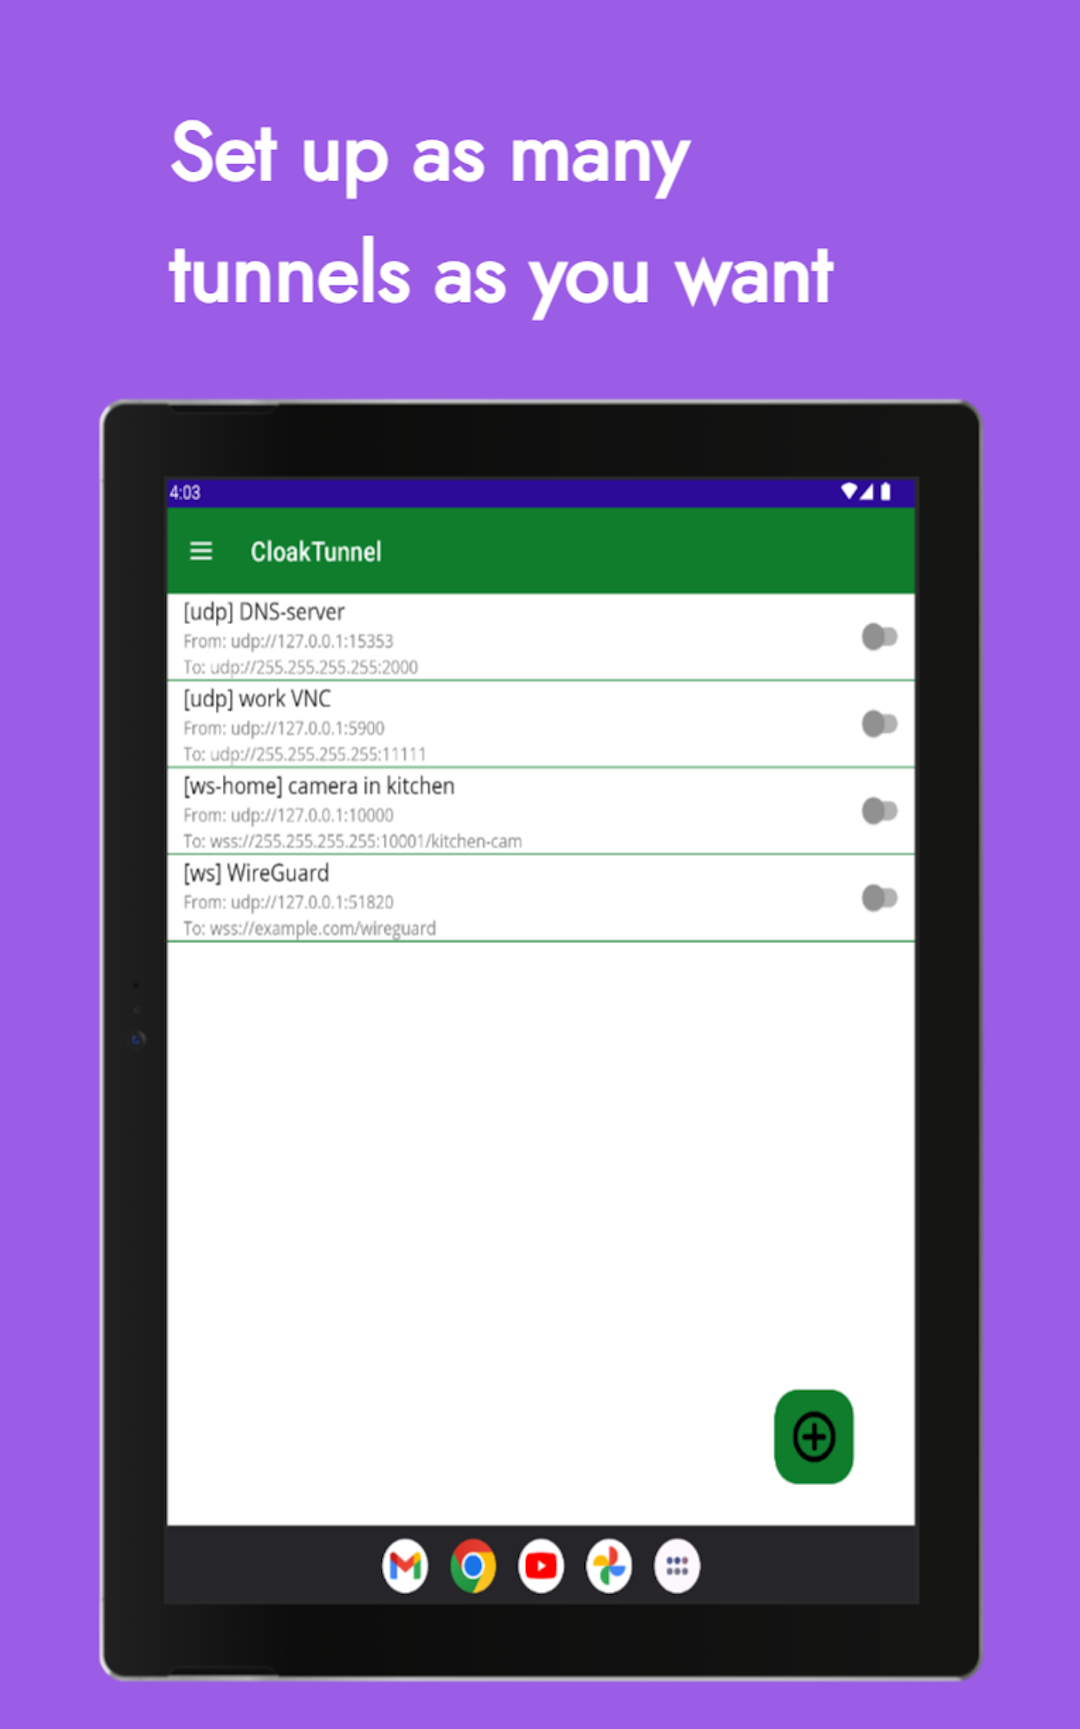 Set up as many
tunnels as you want
4:03
CloakTunnel
[udp] DNS-server
From: udp://127.0.0.1:15353
To: udp://255.255.255.255:2000
[udp] work VNC
From: udp://127.0.0.1:5900
To: udp://255.255.255.255:11111
[ws-home] camera in kitchen
From: udp://127.0.0.1:10000
To: wss://255.255.255.255:10001/kitchen-cam
[ws] WireGuard
From: udp://127.0.0.1:51820
To: wss://example.com/wireguard